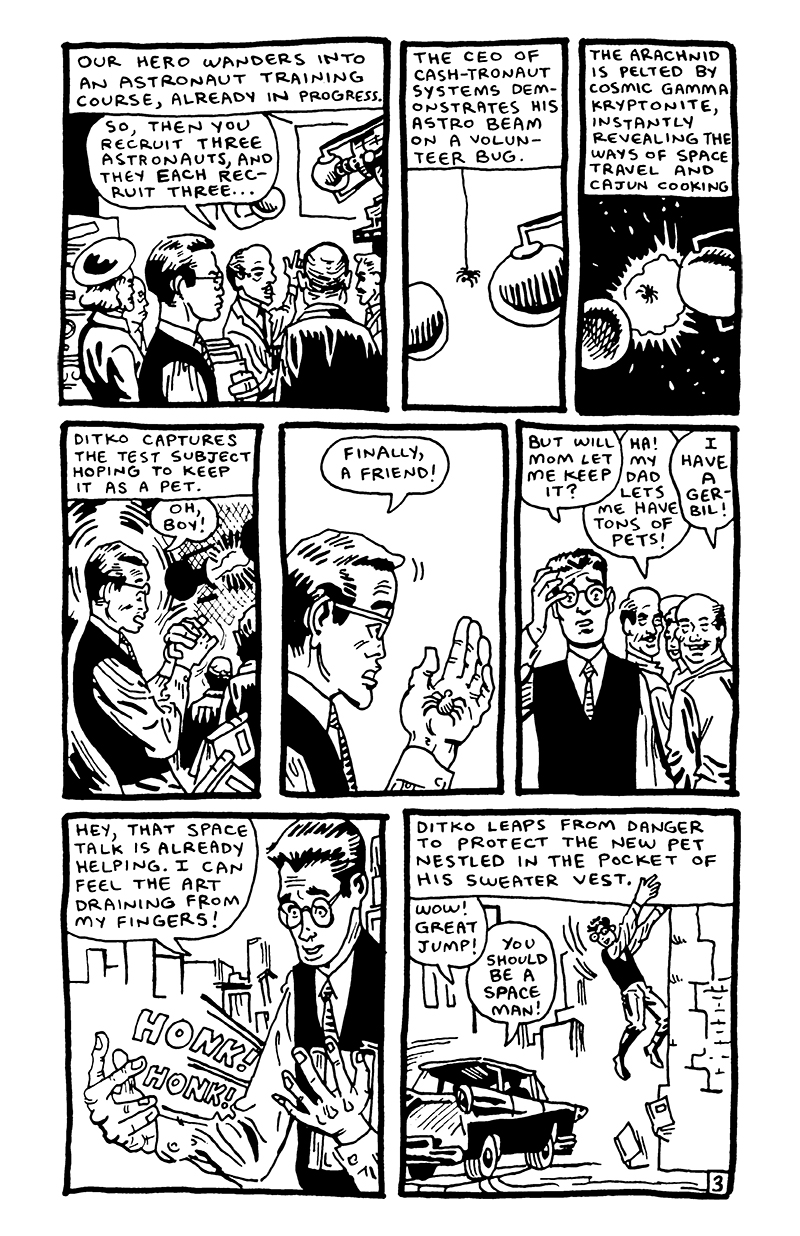 OUR HERO WANDERS INTO
AN ASTRONAUT TRAINING
COURSE, ALREADY IN PROGRESS.
SO, THEN YOU
RECRUIT THREE
ASTRONAUTS, AND
THEY EACH REC-
RUIT THREE...
THE CEO OF
CASH-TRONAUT
SYSTEMS DEM-
ONSTRATES HIS
ASTRO BEAM
ON A VOLUN-
TEER BUG.
THE ARACHNID
IS PELTED BY
COSMIC GAMMA
KRYPTONITE,
INSTANTLY
REVEALING THE
WAYS OF SPACE
TRAVEL AND
CAJUN COOKING
DITKO CAPTURES
THE TEST SUBJECT
HOPING TO KEEP
IT AS A PET.
OH,
BOY!
FINALLY,
A FRIEND!
BUT WILL
MOM LET
ME KEEP
IT?
HA!
MY
DAD
LETS
ME HAVE
TONS OF
PETS!
I
HAVE
A
GER-
BIL!
HEY, THAT SPACE
TALK IS ALREADY
HELPING. I CAN
FEEL THE ART
DRAINING FROM
MY FINGERS!
HONK!
HONK!
DITKO LEAPS FROM DANGER
TO PROTECT THE NEW PET
NESTLED IN THE POCKET OF
HIS SWEATER VEST.
WOW!
GREAT
JUMP!
YOU
SHOULD
BE A
SPACE
MAN!
3